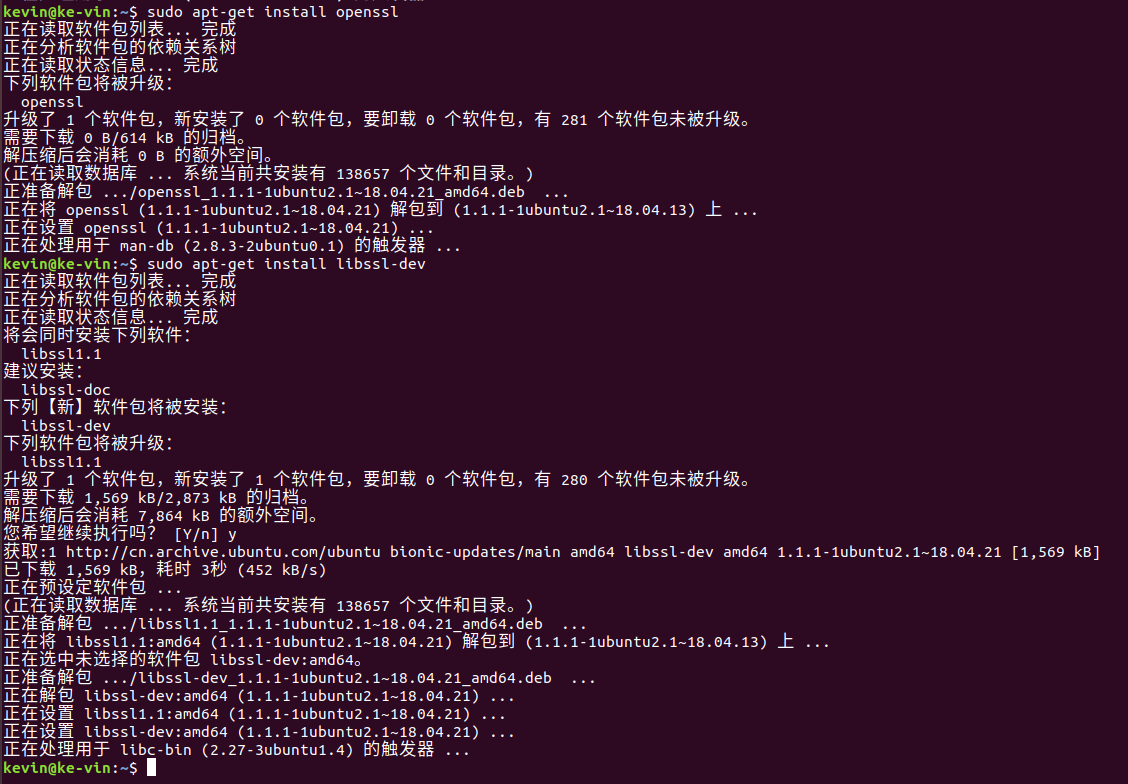 kevin@ke-vin:~$ sudo apt-get install openssl
正在读取软件包列表... 完成
正在分析软件包的依赖关系树
正在读取状态信息... 完成
下列软件包将被升级：
  openssl
升级了 1 个软件包，新安装了 0 个软件包，要卸载 0 个软件包，有 281 个软件包未被升级。
需要下载 0 B/614 kB 的归档。
解压缩后会消耗 0 B 的额外空间。
(正在读取数据库 ... 系统当前共安装有 138657 个文件和目录。)
正准备解包 .../openssl_1.1.1-1ubuntu2.1~18.04.21_amd64.deb  ...
正在将 openssl (1.1.1-1ubuntu2.1~18.04.21) 解包到 (1.1.1-1ubuntu2.1~18.04.13) 上 ...
正在设置 openssl (1.1.1-1ubuntu2.1~18.04.21) ...
正在处理用于 man-db (2.8.3-2ubuntu0.1) 的触发器 ...
kevin@ke-vin:~$ sudo apt-get install libssl-dev
正在读取软件包列表... 完成
正在分析软件包的依赖关系树
正在读取状态信息... 完成
将会同时安装下列软件：
  libssl1.1
建议安装：
  libssl-doc
下列【新】软件包将被安装：
  libssl-dev
下列软件包将被升级：
  libssl1.1
升级了 1 个软件包，新安装了 1 个软件包，要卸载 0 个软件包，有 280 个软件包未被升级。
需要下载 1,569 kB/2,873 kB 的归档。
解压缩后会消耗 7,864 kB 的额外空间。
您希望继续执行吗？ [Y/n] y
获取:1 http://cn.archive.ubuntu.com/ubuntu bionic-updates/main amd64 libssl-dev amd64 1.1.1-1ubuntu2.1~18.04.21 [1,569 kB]
已下载 1,569 kB，耗时 3秒 (452 kB/s)
正在预设定软件包 ...
(正在读取数据库 ... 系统当前共安装有 138657 个文件和目录。)
正准备解包 .../libssl1.1_1.1.1-1ubuntu2.1~18.04.21_amd64.deb  ...
正在将 libssl1.1:amd64 (1.1.1-1ubuntu2.1~18.04.21) 解包到 (1.1.1-1ubuntu2.1~18.04.13) 上 ...
正在选中未选择的软件包 libssl-dev:amd64。
正准备解包 .../libssl-dev_1.1.1-1ubuntu2.1~18.04.21_amd64.deb  ...
正在解包 libssl-dev:amd64 (1.1.1-1ubuntu2.1~18.04.21) ...
正在设置 libssl1.1:amd64 (1.1.1-1ubuntu2.1~18.04.21) ...
正在设置 libssl-dev:amd64 (1.1.1-1ubuntu2.1~18.04.21) ...
正在处理用于 libc-bin (2.27-3ubuntu1.4) 的触发器 ...
kevin@ke-vin:~$